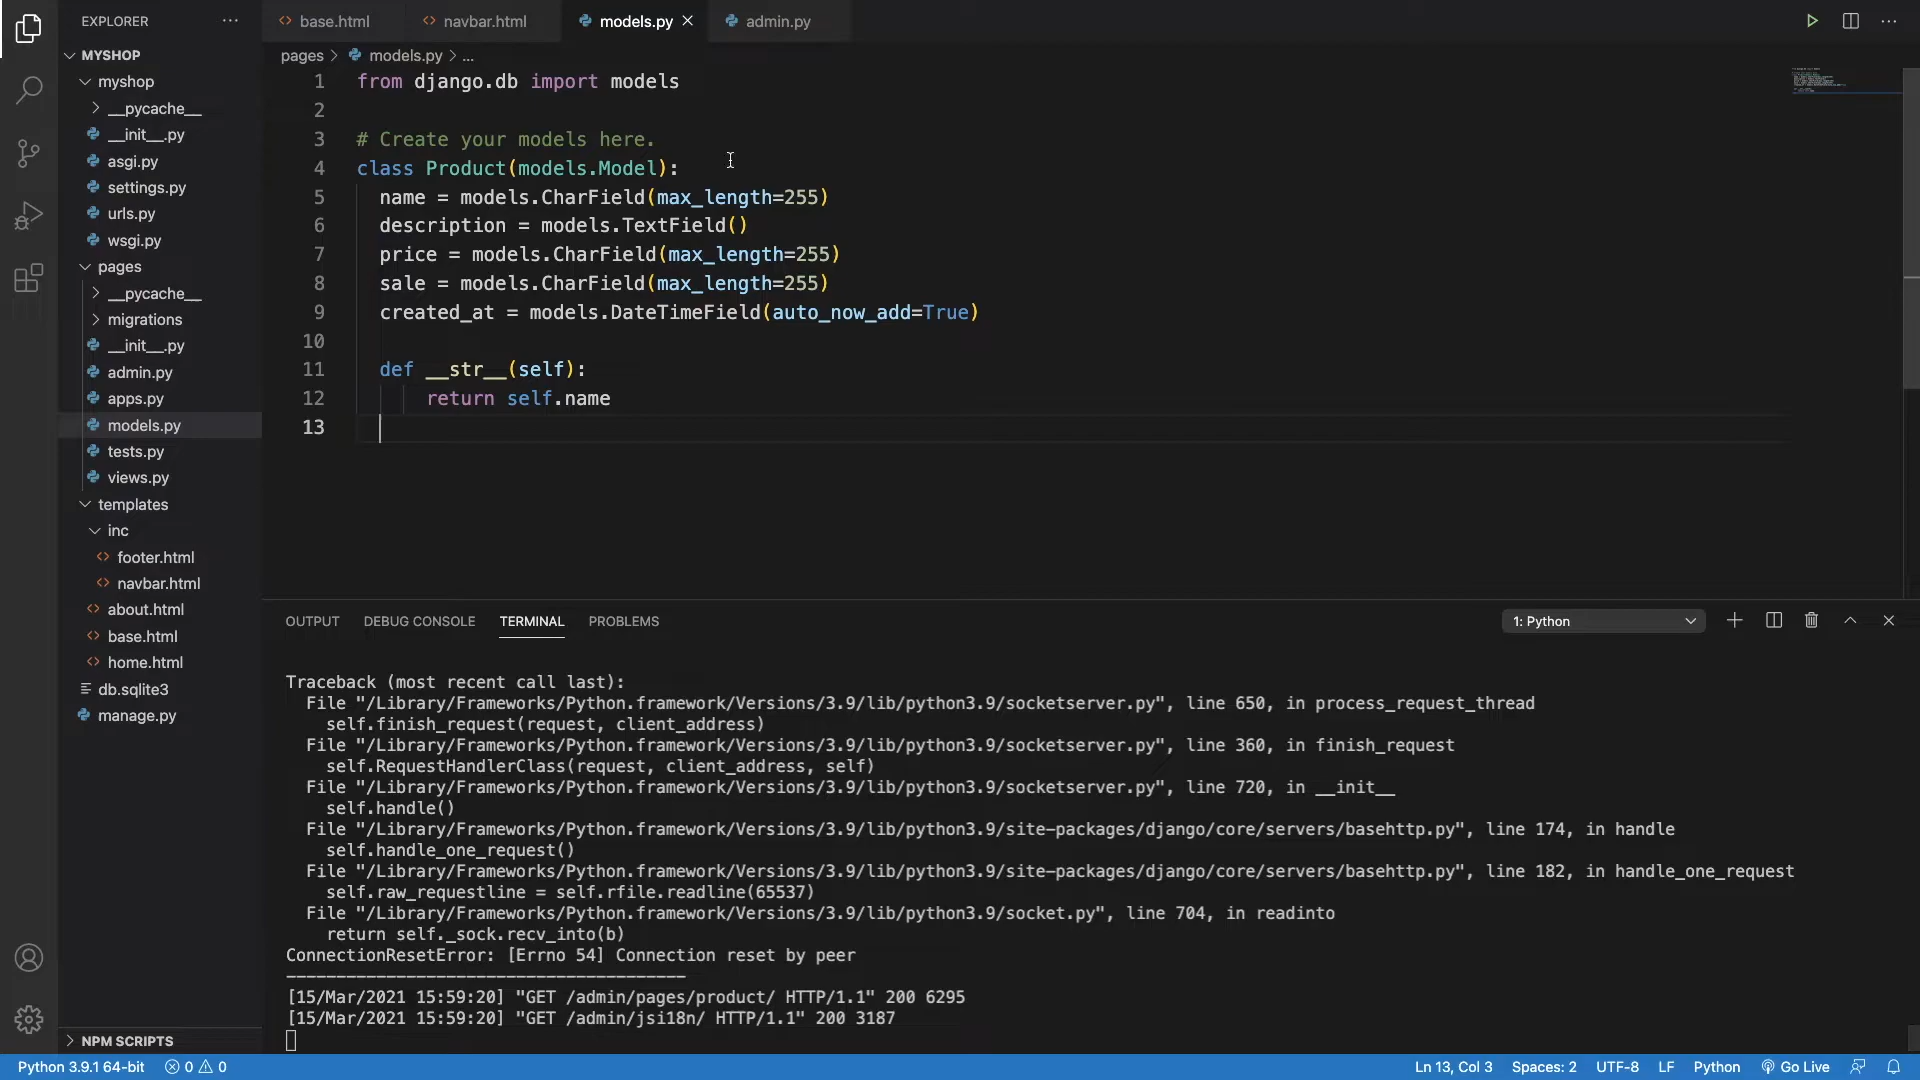 EXPLORER
MYSHOP
myshop
__pycache__
__init__.py
asgi.py
settings.py
urls.py
wsgi.py
pages
__pycache__
migrations
__init__.py
admin.py
apps.py
models.py
tests.py
views.py
templates
inc
footer.html
navbar.html
about.html
base.html
home.html
db.sqlite3
manage.py
NPM SCRIPTS
base.html
navbar.html
models.py
admin.py
pages > models.py > ...
1 from django.db import models
2
3 # Create your models here.
4 class Product(models.Model):
5 name = models.CharField(max_length=255)
6 description = models.TextField()
7 price = models.CharField(max_length=255)
8 sale = models.CharField(max_length=255)
9 created_at = models.DateTimeField(auto_now_add=True)
10
11 def __str__(self):
12 return self.name
13
OUTPUT DEBUG CONSOLE TERMINAL PROBLEMS
1: Python
Traceback (most recent call last):
File "/Library/Frameworks/Python.framework/Versions/3.9/lib/python3.9/socketserver.py", line 650, in process_request_thread
self.finish_request(request, client_address)
File "/Library/Frameworks/Python.framework/Versions/3.9/lib/python3.9/socketserver.py", line 360, in finish_request
self.RequestHandlerClass(request, client_address, self)
File "/Library/Frameworks/Python.framework/Versions/3.9/lib/python3.9/socketserver.py", line 720, in __init__
self.handle()
File "/Library/Frameworks/Python.framework/Versions/3.9/lib/python3.9/site-packages/django/core/servers/basehttp.py", line 174, in handle
self.handle_one_request()
File "/Library/Frameworks/Python.framework/Versions/3.9/lib/python3.9/site-packages/django/core/servers/basehttp.py", line 182, in handle_one_request
self.raw_requestline = self.rfile.readline(65537)
File "/Library/Frameworks/Python.framework/Versions/3.9/lib/python3.9/socket.py", line 704, in readinto
return self._sock.recv_into(b)
ConnectionResetError: [Errno 54] Connection reset by peer
----------------------------------------
[15/Mar/2021 15:59:20] "GET /admin/pages/product/ HTTP/1.1" 200 6295
[15/Mar/2021 15:59:20] "GET /admin/jsi18n/ HTTP/1.1" 200 3187
Python 3.9.1 64-bit 0 0 Ln 13, Col 3 Spaces: 2 UTF-8 LF Python Go Live